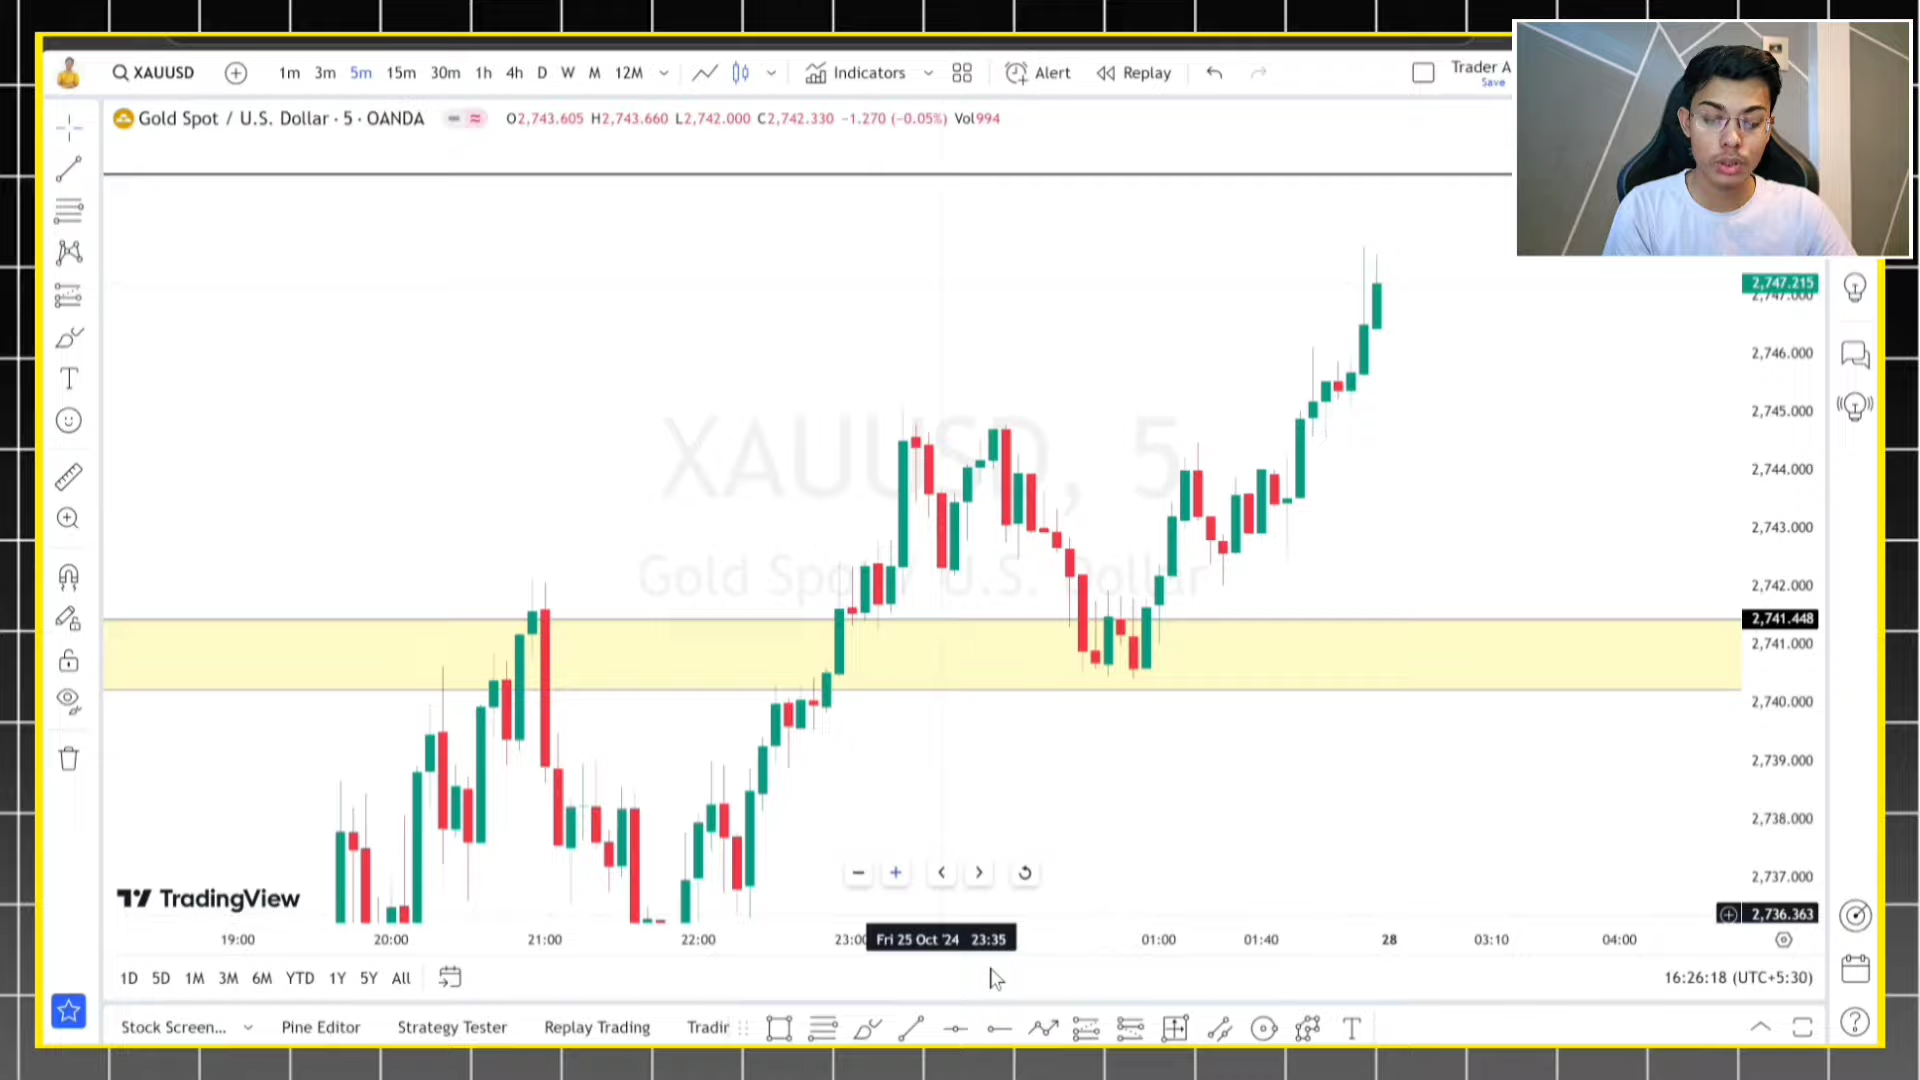 XAUUSD 1m 3m 5m 15m 30m 1h 4h D W M 12M Indicators Alert Replay Trader A
Save
Gold Spot / U.S. Dollar · 5 · OANDA O2,743.605 H2,743.660 L2,742.000 C2,742.330 −1.270 (−0.05%) Vol994
2,747.215
2,747.000
2,746.000
2,745.000
XAUUSD, 5
2,744.000
2,743.000
Gold Spot / U.S. Dollar
2,742.000
2,741.448
2,741.000
2,740.000
2,739.000
2,738.000
2,737.000
TradingView
2,736.363
19:00 20:00 21:00 22:00 23:00 Fri 25 Oct '24 23:35 01:00 01:40 28 03:10 04:00
1D 5D 1M 3M 6M YTD 1Y 5Y All 16:26:18 (UTC+5:30)
Stock Screen... Pine Editor Strategy Tester Replay Trading Tradir